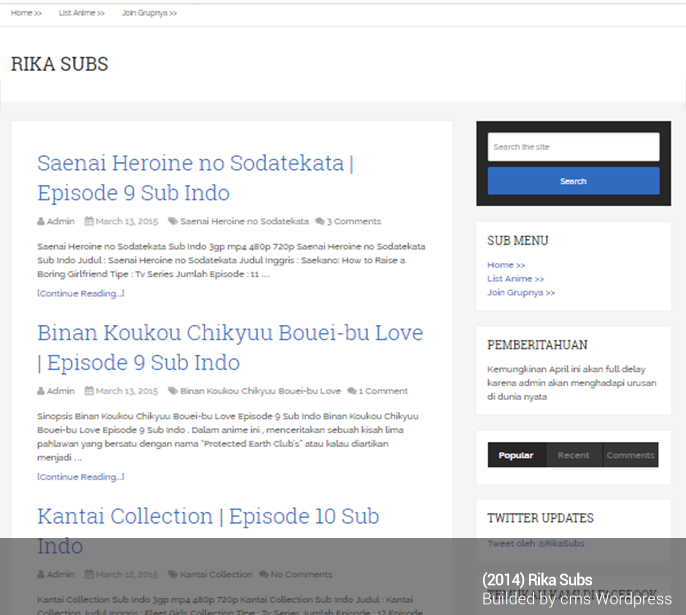 Home >> List Anime >> Join Grupnya >>
RIKA SUBS
Saenai Heroine no Sodatekata |
Episode 9 Sub Indo
Admin March 13, 2015 Saenai Heroine no Sodatekata 3 Comments
Saenai Heroine no Sodatekata Sub Indo 3gp mp4 480p 720p Saenai Heroine no Sodatekata
Sub Indo Judul : Saenai Heroine no Sodatekata Judul Inggris : Saekano: How to Raise a
Boring Girlfriend Tipe : Tv Series Jumlah Episode : 11 ...
[Continue Reading...]
Binan Koukou Chikyuu Bouei-bu Love
| Episode 9 Sub Indo
Admin March 13, 2015 Binan Koukou Chikyuu Bouei-bu Love 1 Comment
Sinopsis Binan Koukou Chikyuu Bouei-bu Love Episode 9 Sub Indo Binan Koukou Chikyuu
Bouei-bu Love Episode 9 Sub Indo . Dalam anime ini , menceritakan sebuah kisah lima
pahlawan yang bersatu dengan nama "Protected Earth Club's" atau kalau diartikan
menjadi ...
[Continue Reading...]
Kantai Collection | Episode 10 Sub
Indo
Admin March 12, 2015 Kantai Collection No Comments
Kantai Collection Sub Indo 3gp mp4 480p 720p Kantai Collection Sub Indo Judul : Kantai
Collection Judul Inggris : Fleet Girls Collection Tipe : Tv Series Jumlah Episode : 12
Search the site
Search
SUB MENU
Home >>
List Anime >>
Join Grupnya >>
PEMBERITAHUAN
Kemungkinan April ini akan full delay
karena admin akan menghadapi urusan
di dunia nyata
Popular Recent Comments
TWITTER UPDATES
Tweet oleh @RikaSubs
TEMUKAN KAMI DI FACEBOOK
(2014) Rika Subs
Builded by cms Wordpress